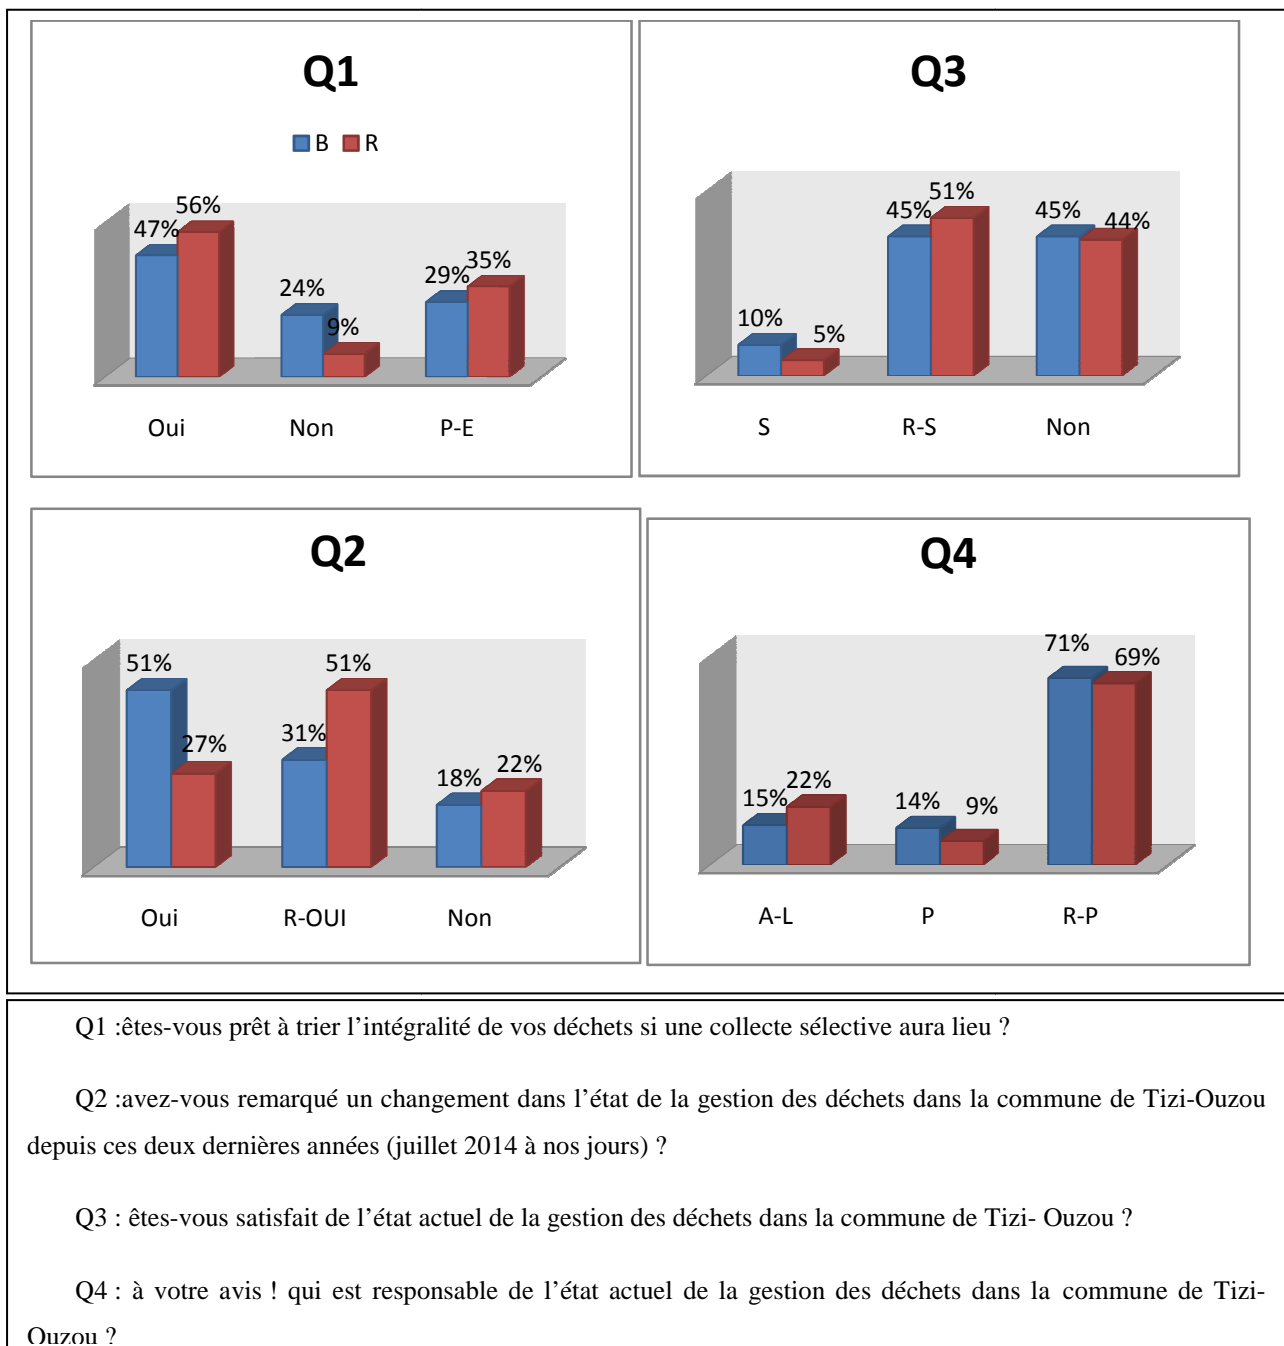 Q1
B R
47% 56% 24% 9% 29% 35%
Oui Non P-E
Q3
10% 5% 45% 51% 45% 44%
S R-S Non
Q2
51% 27% 31% 51% 18% 22%
Oui R-OUI Non
Q4
15% 22% 14% 9% 71% 69%
A-L P R-P
Q1 :êtes-vous prêt à trier l’intégralité de vos déchets si une collecte sélective aura lieu ?
Q2 :avez-vous remarqué un changement dans l’état de la gestion des déchets dans la commune de Tizi-Ouzou
depuis ces deux dernières années (juillet 2014 à nos jours) ?
Q3 : êtes-vous satisfait de l’état actuel de la gestion des déchets dans la commune de Tizi- Ouzou ?
Q4 : à votre avis ! qui est responsable de l’état actuel de la gestion des déchets dans la commune de Tizi-
Ouzou ?